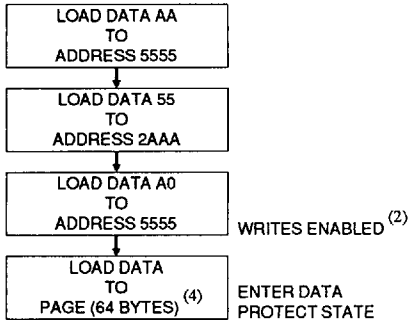 LOAD DATA AA
TO
ADDRESS 5555
LOAD DATA 55
TO
ADDRESS 2AAA
LOAD DATA A0
TO
ADDRESS 5555
WRITES ENABLED (2)
LOAD DATA
TO
PAGE (64 BYTES) (4)
ENTER DATA
PROTECT STATE